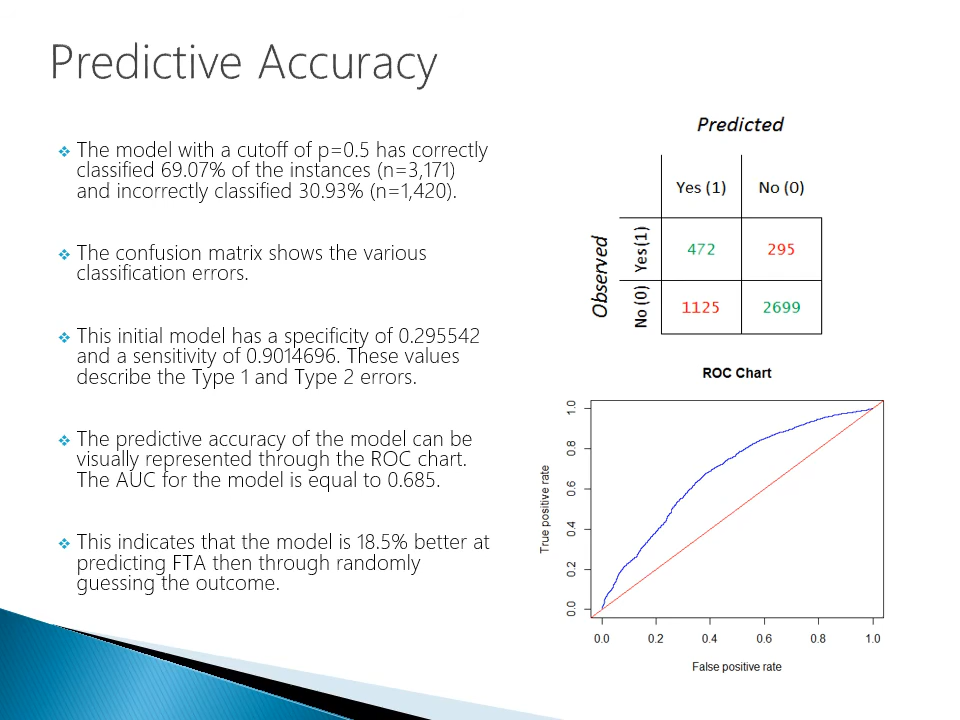 Predictive Accuracy
The model with a cutoff of p=0.5 has correctly
classified 69.07% of the instances (n=3,171)
and incorrectly classified 30.93% (n=1,420).
The confusion matrix shows the various
classification errors.
This initial model has a specificity of 0.295542
and a sensitivity of 0.9014696. These values
describe the Type 1 and Type 2 errors.
The predictive accuracy of the model can be
visually represented through the ROC chart.
The AUC for the model is equal to 0.685.
This indicates that the model is 18.5% better at
predicting FTA then through randomly
guessing the outcome.
Predicted
Yes (1) No (0)
Observed
Yes(1) 472 295
No (0) 1125 2699
ROC Chart
True positive rate
1.0
0.8
0.6
0.4
0.2
0.0
0.0 0.2 0.4 0.6 0.8 1.0
False positive rate